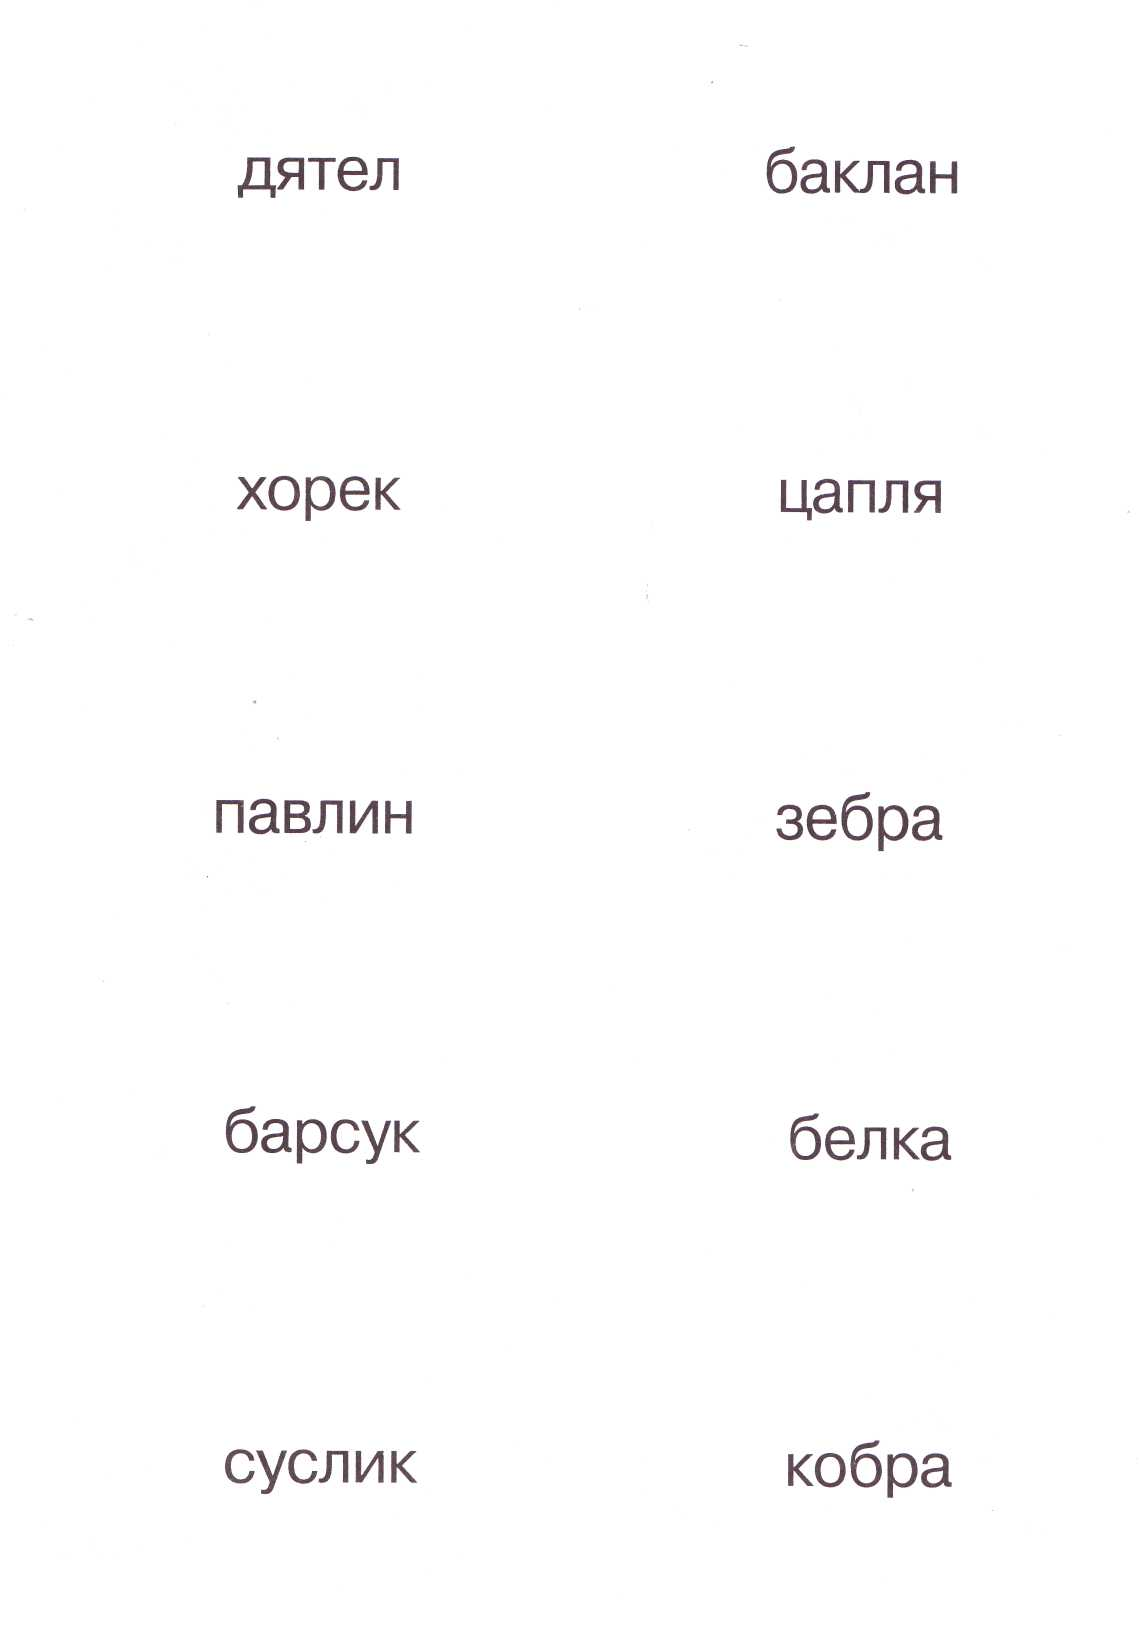 дятел баклан
хорек цапля
павлин зебра
барсук белка
суслик кобра